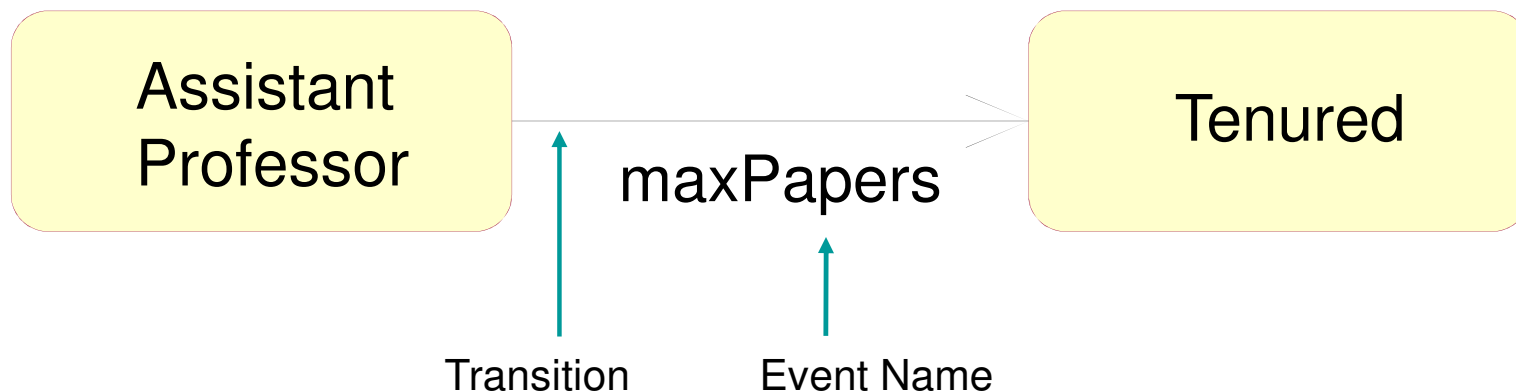 Assistant
Professor
Tenured
maxPapers
Transition
Event Name